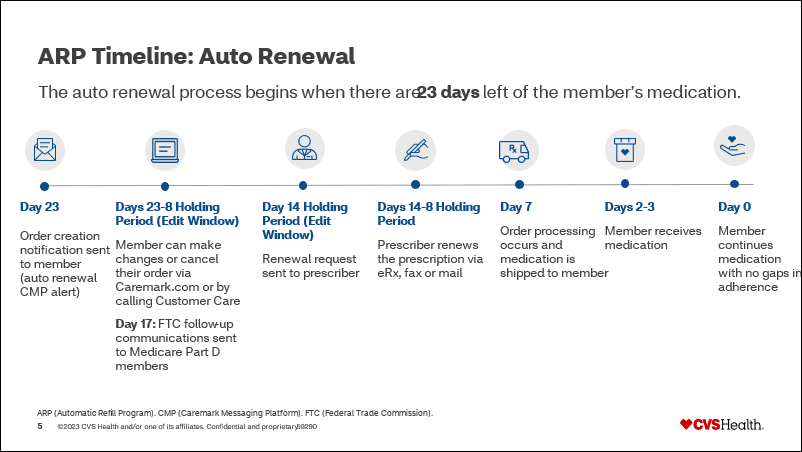 ARP Timeline: Auto Renewal
The auto renewal process begins when there are 23 days left of the member's medication.
Rx
Day 23
Order creation
notification sent
to member
(auto renewal
CMP alert)
Days 23-8 Holding
Period (Edit Window)
Member can make
changes or cancel
their order via
Caremark.com or by
calling Customer Care
Day 17: FTC follow-up
communications sent
to Medicare Part D
members
Day 14 Holding
Period (Edit
Window)
Renewal request
sent to prescriber
Days 14-8 Holding
Period
Prescriber renews
the prescription via
eRx, fax or mail
Day 7
Order processing
occurs and
medication is
shipped to member
Days 2-3
Member receives
medication
Day 0
Member
continues
medication
with no gaps in
adherence
ARP (Automatic Refill Program). CMP (Caremark Messaging Platform). FTC (Federal Trade Commission).
5 ©2023 CVS Health and/or one of its affiliates. Confidential and proprietary.
CVSHealth.